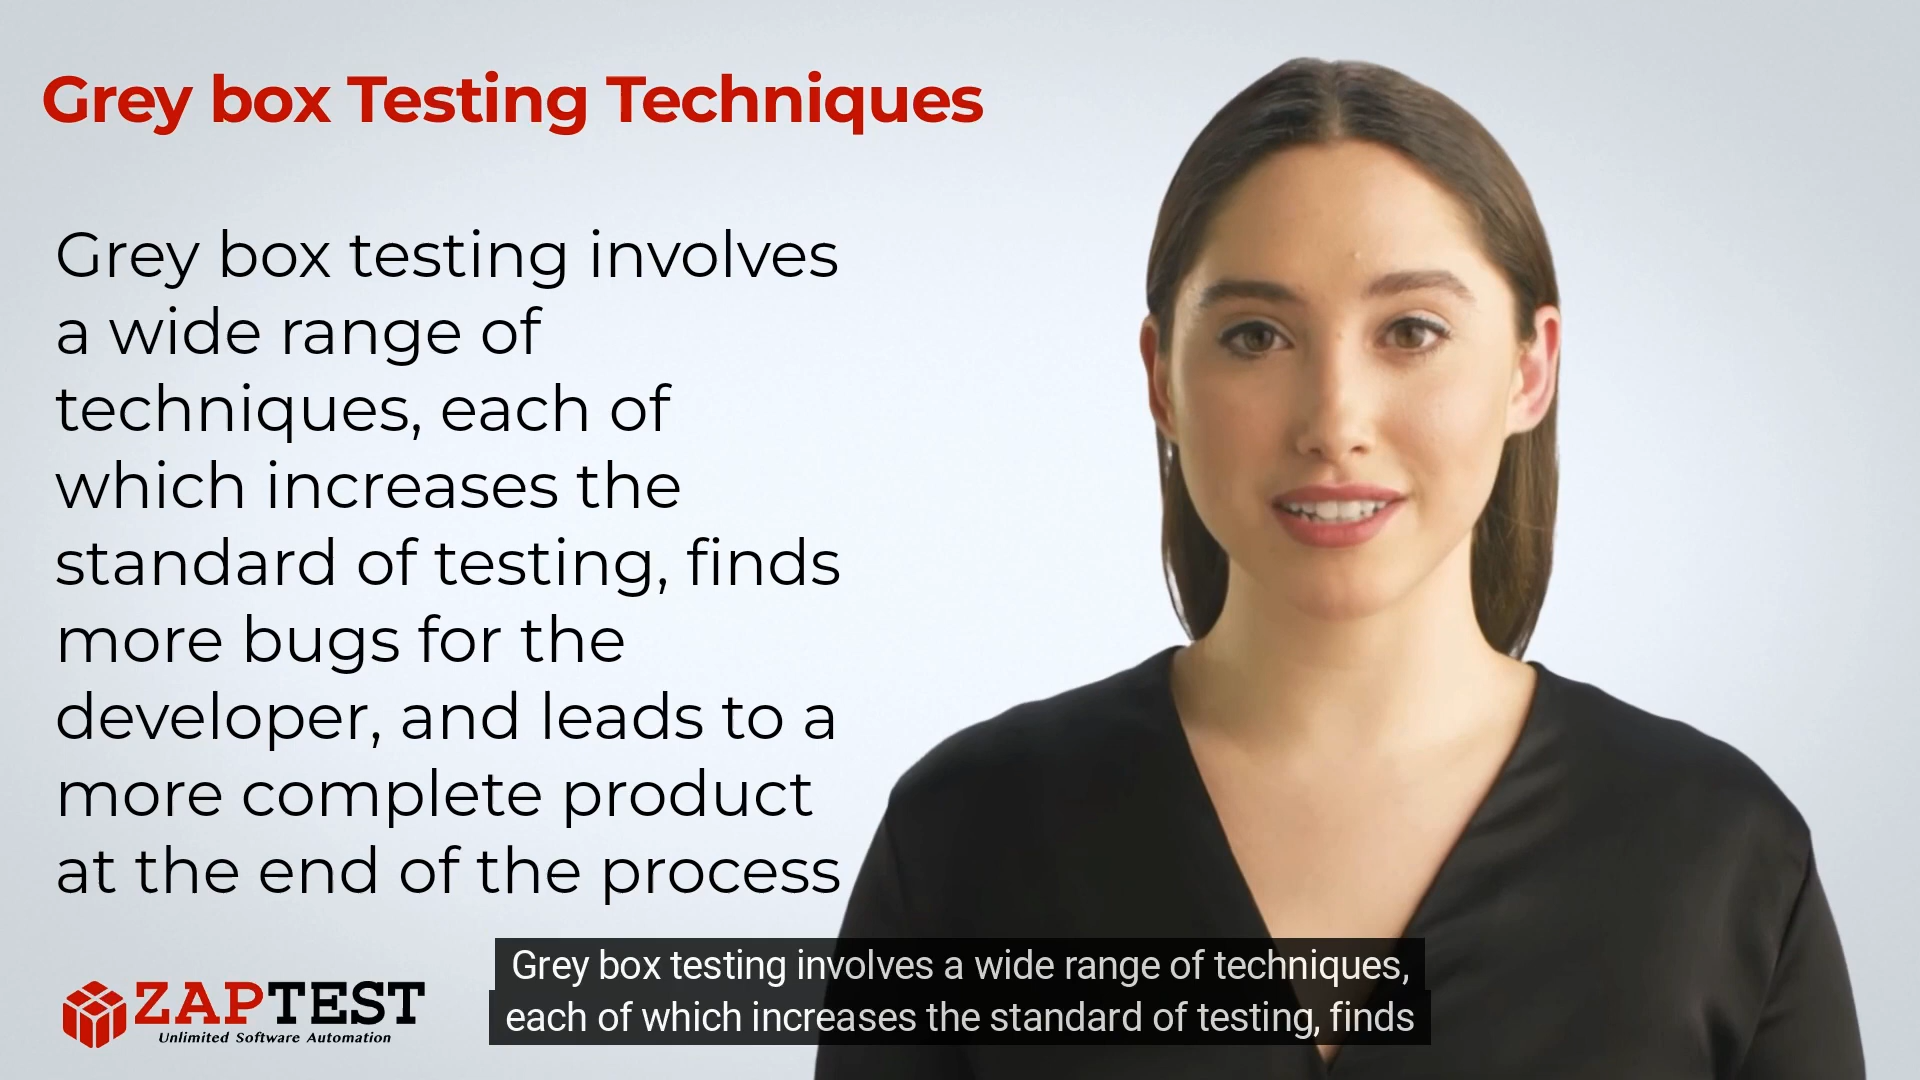 Grey box Testing Techniques
Grey box testing involves
a wide range of
techniques, each of
which increases the
standard of testing, finds
more bugs for the
developer, and leads to a
more complete product
at the end of the process
ZAPTEST
Unlimited Software Automation
Grey box testing involves a wide range of techniques,
each of which increases the standard of testing, finds